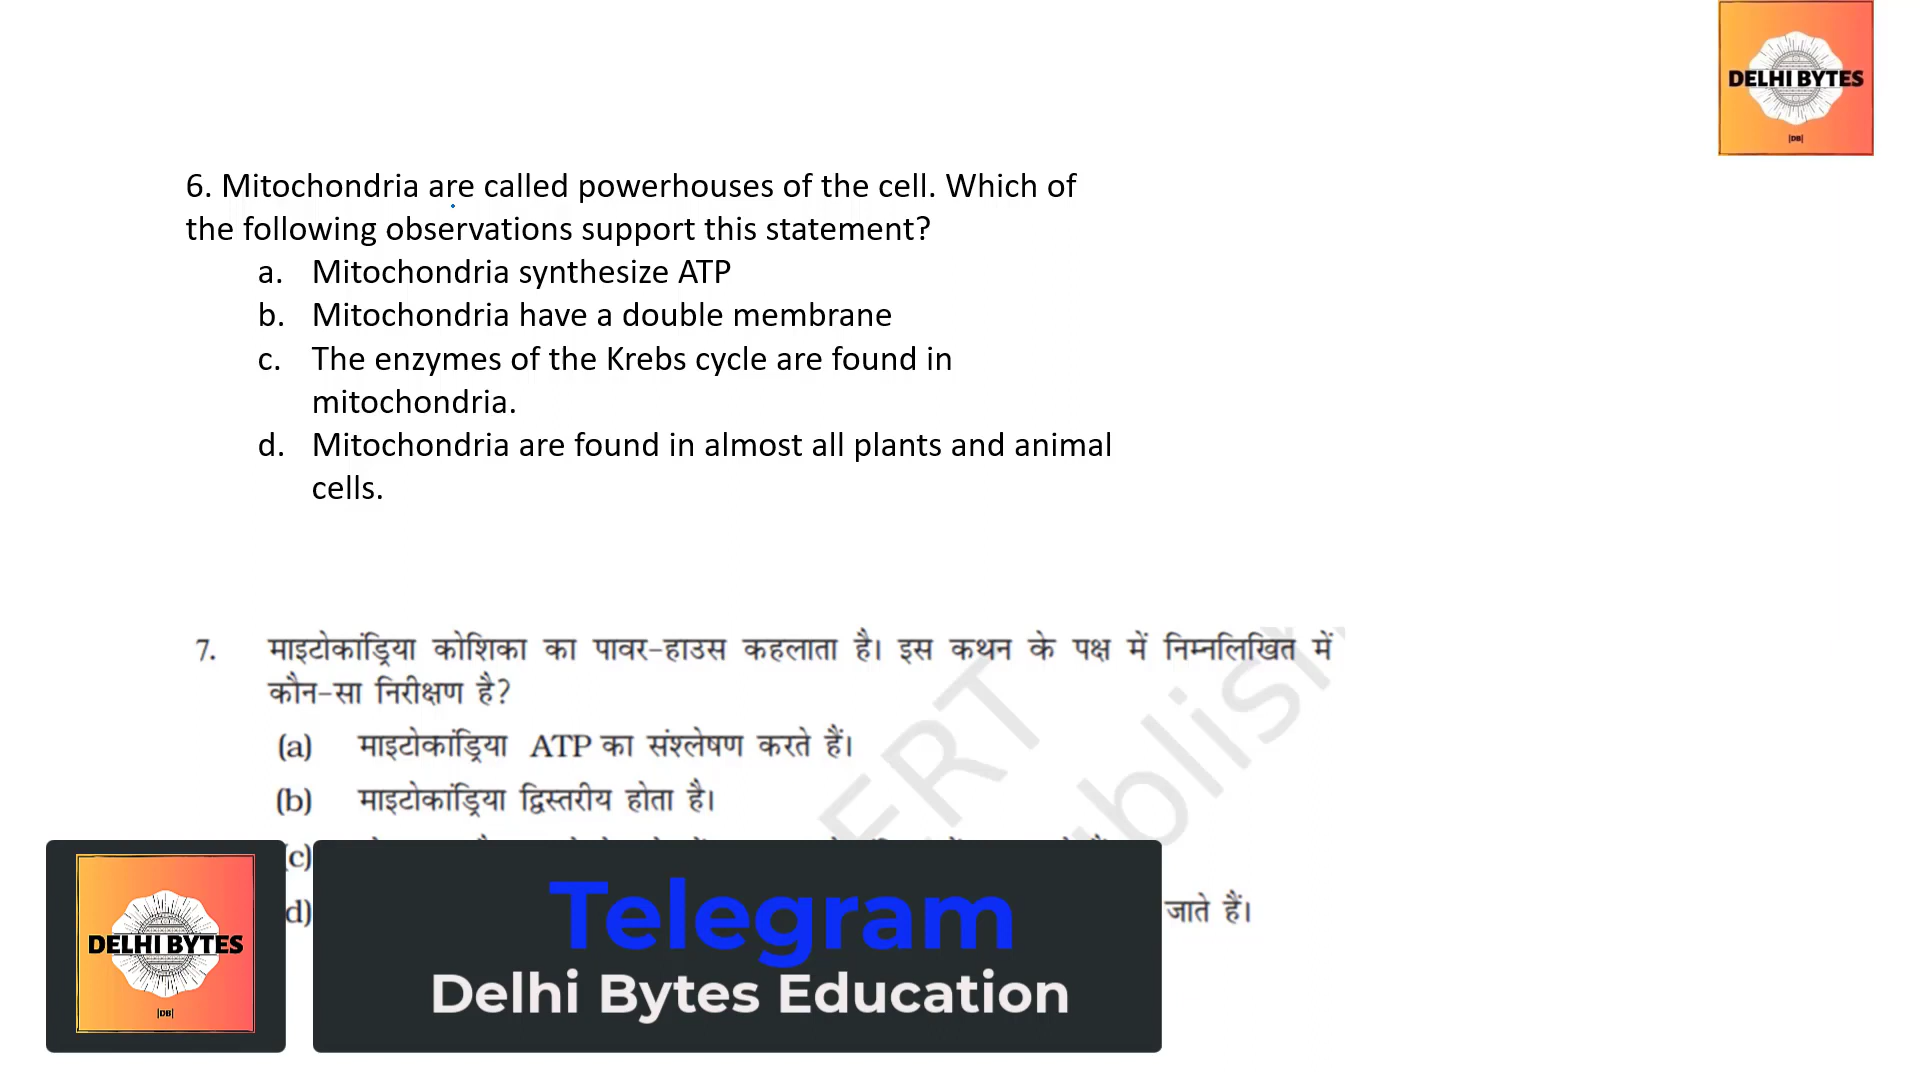 DELHI BYTES
|DB|
6. Mitochondria are called powerhouses of the cell. Which of
the following observations support this statement?
a. Mitochondria synthesize ATP
b. Mitochondria have a double membrane
c. The enzymes of the Krebs cycle are found in
mitochondria.
d. Mitochondria are found in almost all plants and animal
cells.
7. माइटोकांड्रिया कोशिका का पावर-हाउस कहलाता है। इस कथन के पक्ष में निम्नलिखित में
कौन-सा निरीक्षण है?
(a) माइटोकांड्रिया ATP का संश्लेषण करते हैं।
(b) माइटोकांड्रिया द्विस्तरीय होता है।
(c)
d) जाते हैं।
DELHI BYTES
|DB|
Telegram
Delhi Bytes Education